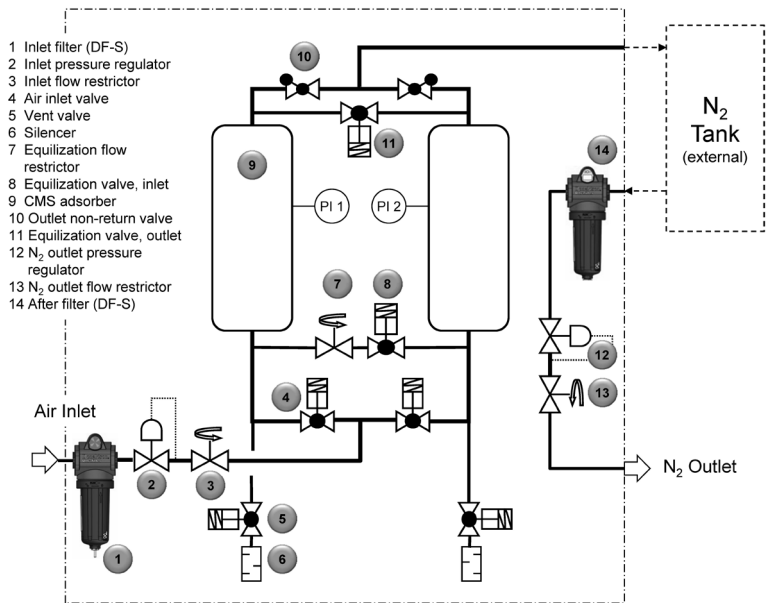 1 Inlet filter (DF-S)
2 Inlet pressure regulator
3 Inlet flow restrictor
4 Air inlet valve
5 Vent valve
6 Silencer
7 Equilization flow
restrictor
8 Equilization valve, inlet
9 CMS adsorber
10 Outlet non-return valve
11 Equilization valve, outlet
12 N₂ outlet pressure
regulator
13 N₂ outlet flow restrictor
14 After filter (DF-S)
10
11
9
PI 1
PI 2
14
N₂
Tank
(external)
7
8
12
13
4
Air Inlet
2
3
5
6
1
N₂ Outlet